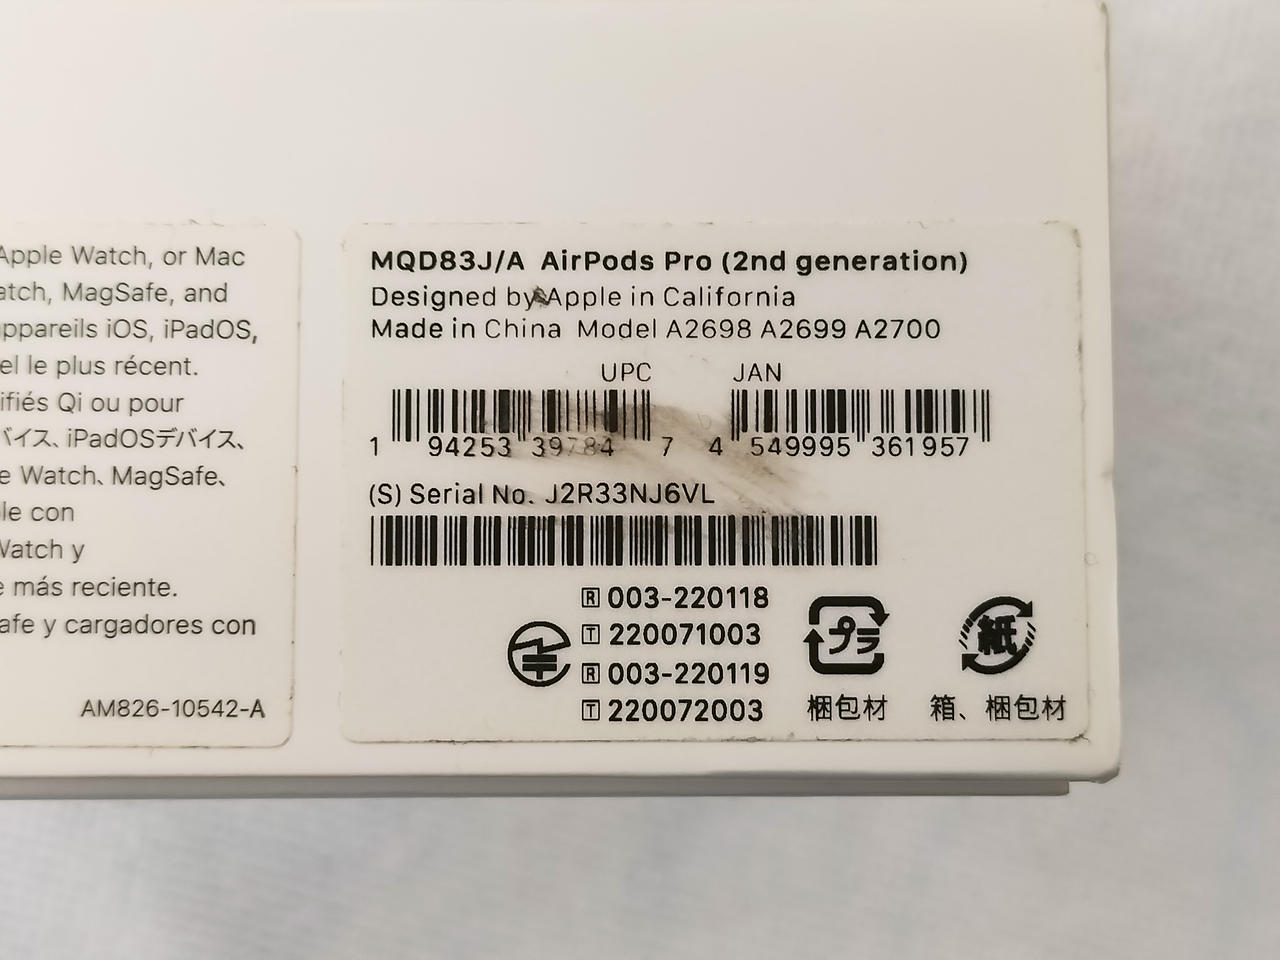 Apple Watch, or Mac
atch, MagSafe, and
appareils iOS, iPadOS,
el le plus récent.
ifiés Qi ou pour
バイス、iPadOSデバイス、
e Watch、MagSafe、
ble con
Watch y
e más reciente.
afe y cargadores con
AM826-10542-A
MQD83J/A AirPods Pro (2nd generation)
Designed by Apple in California
Made in China Model A2698 A2699 A2700
UPC JAN
1 94253 39784 7 4 549995 361957
(S) Serial No. J2R33NJ6VL
R 003-220118
T 220071003
R 003-220119
T 220072003
プラ
紙
梱包材
箱、梱包材